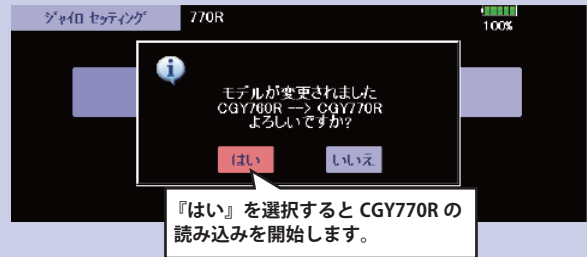 ｼﾞｬｲﾛ ｾｯﾃｨﾝｸﾞ 770R
100%
モデルが変更されました
CGY760R --> CGY770R
よろしいですか?
はい いいえ
『はい』を選択すると CGY770R の
読み込みを開始します。